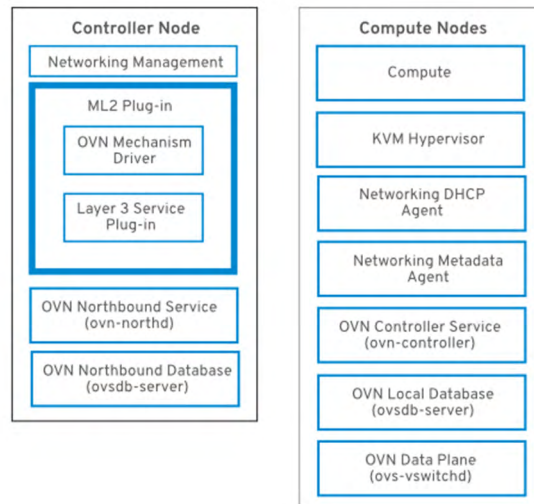 Controller Node
Networking Management
ML2 Plug-in
OVN Mechanism
Driver
Layer 3 Service
Plug-in
OVN Northbound Service
(ovn-northd)
OVN Northbound Database
(ovsdb-server)
Compute Nodes
Compute
KVM Hypervisor
Networking DHCP
Agent
Networking Metadata
Agent
OVN Controller Service
(ovn-controller)
OVN Local Database
(ovsdb-server)
OVN Data Plane
(ovs-vswitchd)